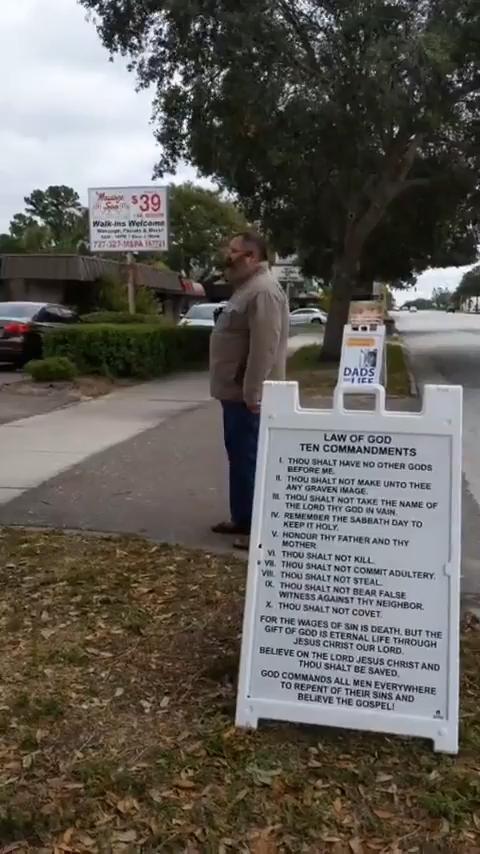 Massage
Spa
$39
Walk-ins Welcome
LAW OF GOD
TEN COMMANDMENTS
I. THOU SHALT HAVE NO OTHER GODS
BEFORE ME.
II. THOU SHALT NOT MAKE UNTO THEE
ANY GRAVEN IMAGE.
III. THOU SHALT NOT TAKE THE NAME OF
THE LORD THY GOD IN VAIN.
IV. REMEMBER THE SABBATH DAY TO
KEEP IT HOLY.
V. HONOUR THY FATHER AND THY
MOTHER.
VI. THOU SHALT NOT KILL.
VII. THOU SHALT NOT COMMIT ADULTERY.
VIII. THOU SHALT NOT STEAL.
IX. THOU SHALT NOT BEAR FALSE
WITNESS AGAINST THY NEIGHBOR.
X. THOU SHALT NOT COVET.
FOR THE WAGES OF SIN IS DEATH, BUT THE
GIFT OF GOD IS ETERNAL LIFE THROUGH
JESUS CHRIST OUR LORD.
BELIEVE ON THE LORD JESUS CHRIST AND
THOU SHALT BE SAVED.
GOD COMMANDS ALL MEN EVERYWHERE
TO REPENT OF THEIR SINS AND
BELIEVE THE GOSPEL!
DADS
LIFE